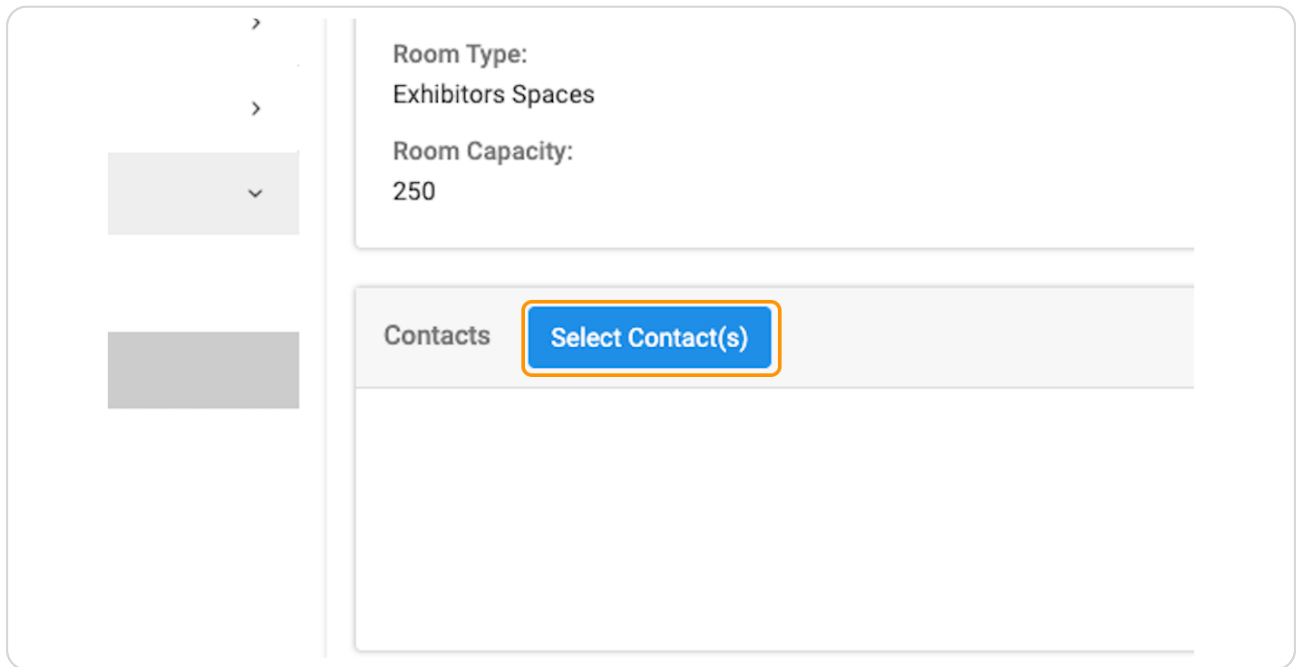 Room Type:
Exhibitors Spaces
Room Capacity:
250
Contacts Select Contact(s)